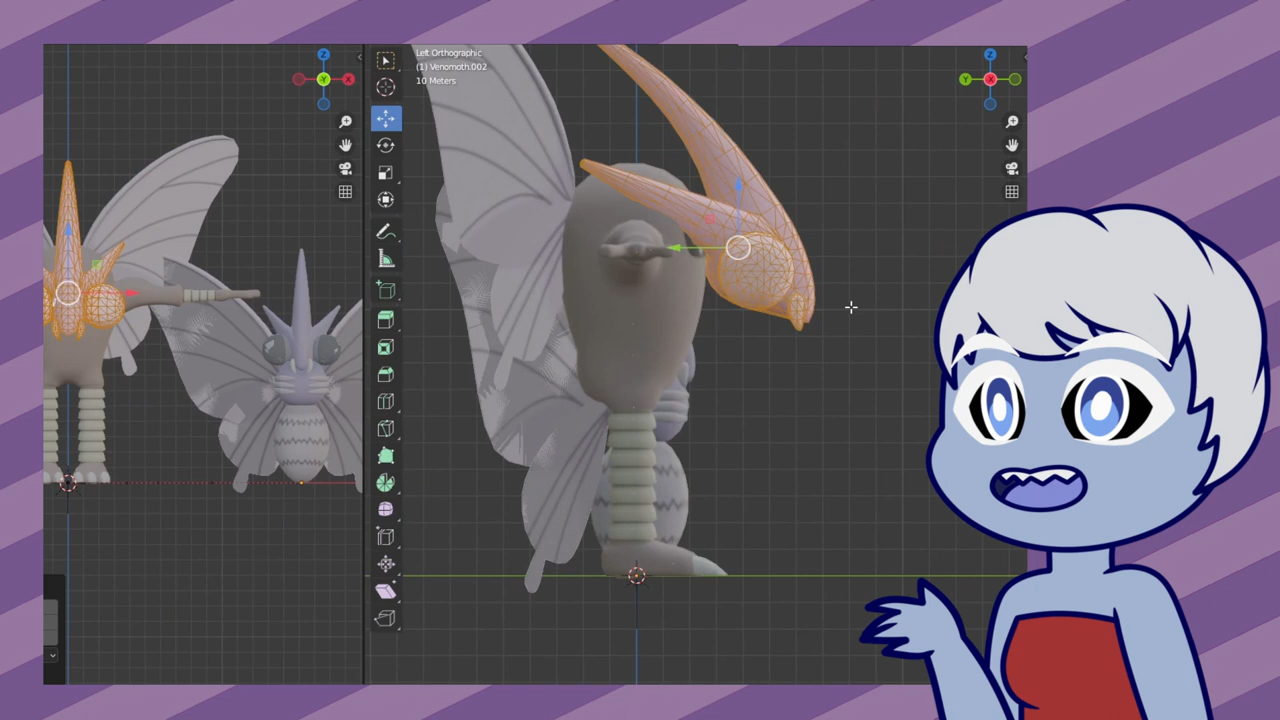 Z
X
Y
Left Orthographic
(1) Venomoth.002
10 Meters
Z
Y
X